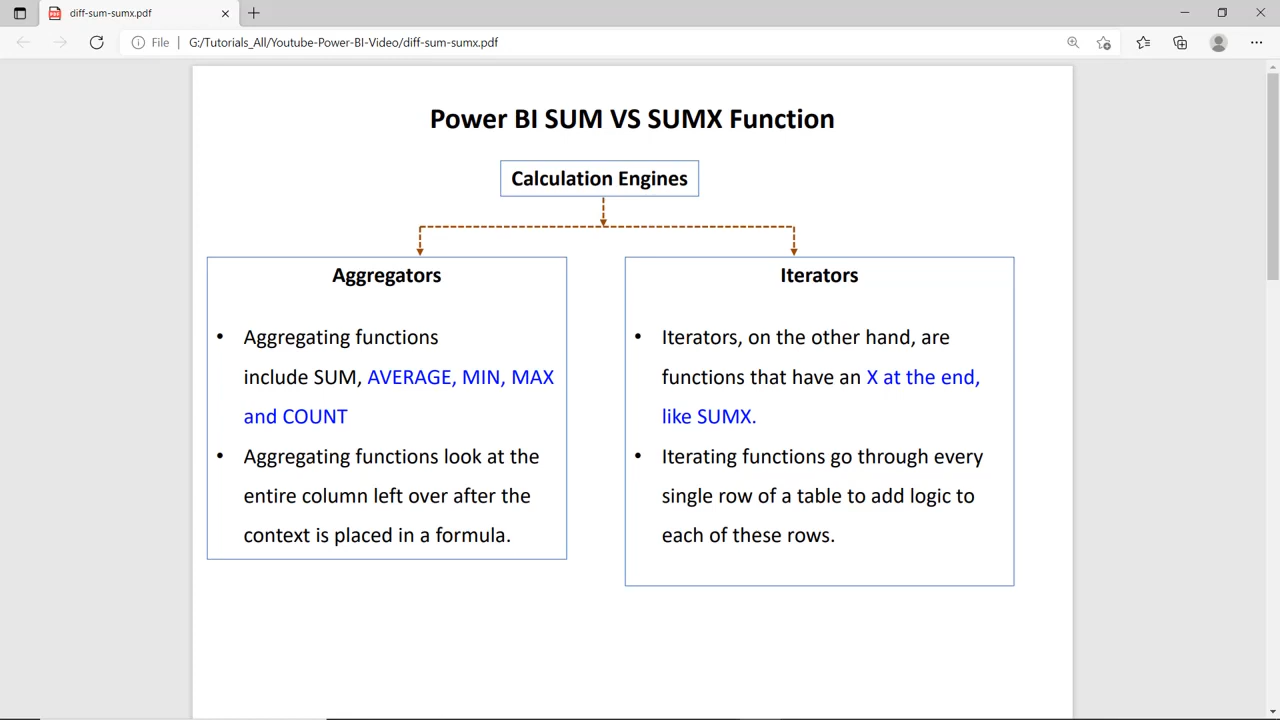 diff-sum-sumx.pdf
File
G:/Tutorials_All/Youtube-Power-BI-Video/diff-sum-sumx.pdf
Power BI SUM VS SUMX Function
Calculation Engines
Aggregators
• Aggregating functions
include SUM, AVERAGE, MIN, MAX
and COUNT
• Aggregating functions look at the
entire column left over after the
context is placed in a formula.
Iterators
• Iterators, on the other hand, are
functions that have an X at the end,
like SUMX.
• Iterating functions go through every
single row of a table to add logic to
each of these rows.